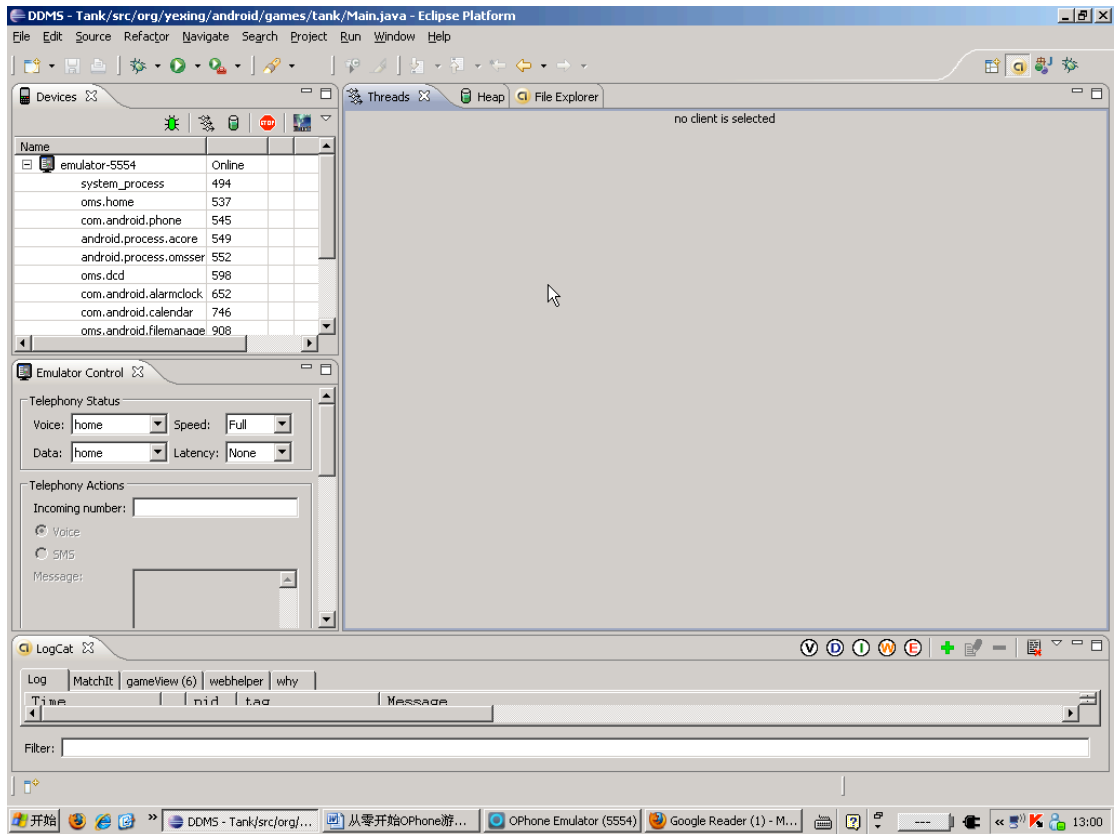 DDMS - Tank/src/org/yexing/android/games/tank/Main.java - Eclipse Platform
File Edit Source Refactor Navigate Search Project Run Window Help
Devices
Threads Heap File Explorer
no client is selected
Name
emulator-5554 Online
system_process 494
oms.home 537
com.android.phone 545
android.process.acore 549
android.process.omsser 552
oms.dcd 598
com.android.alarmclock 652
com.android.calendar 746
oms.android.filemanage 908
Emulator Control
Telephony Status
Voice: home Speed: Full
Data: home Latency: None
Telephony Actions
Incoming number:
Voice
SMS
Message:
LogCat
V D I W E
Log MatchIt gameView (6) webhelper why
Time pid tag Message
Filter:
开始 DDMS - Tank/src/org/... 从零开始OPhone游... OPhone Emulator (5554) Google Reader (1) - M... 13:00